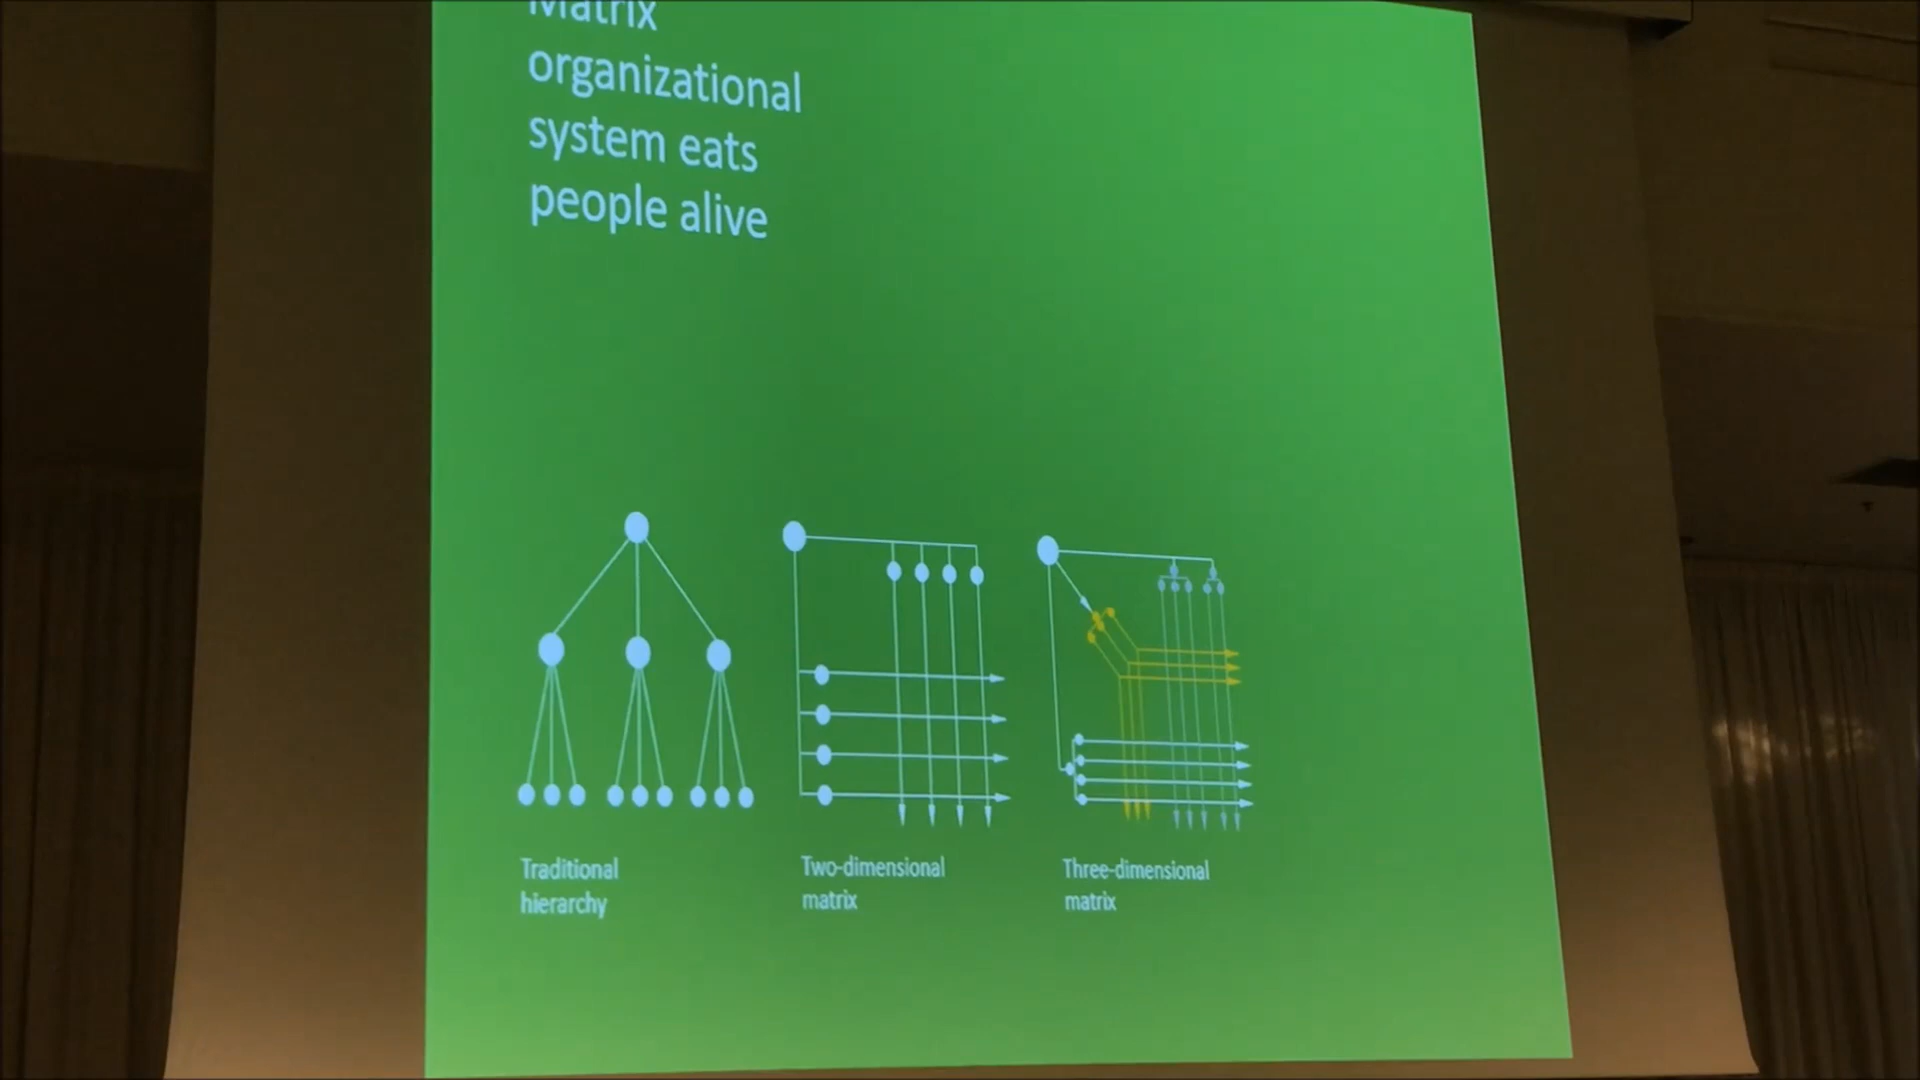 Matrix
organizational
system eats
people alive
Traditional
hierarchy
Two-dimensional
matrix
Three-dimensional
matrix